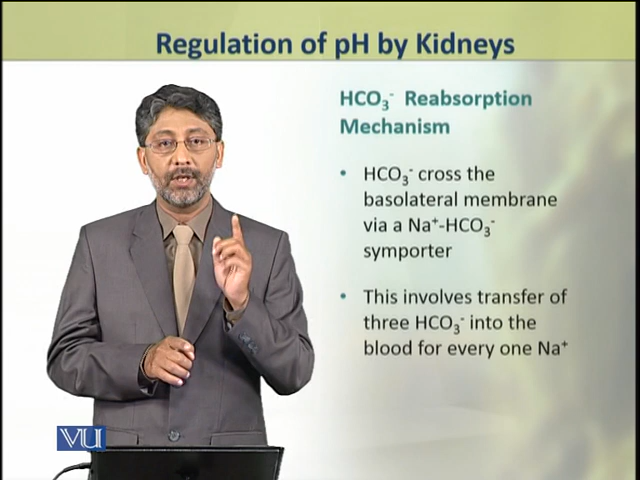 Regulation of pH by Kidneys
HCO₃⁻ Reabsorption
Mechanism
• HCO₃⁻ cross the
basolateral membrane
via a Na⁺-HCO₃⁻
symporter
• This involves transfer of
three HCO₃⁻ into the
blood for every one Na⁺
VU